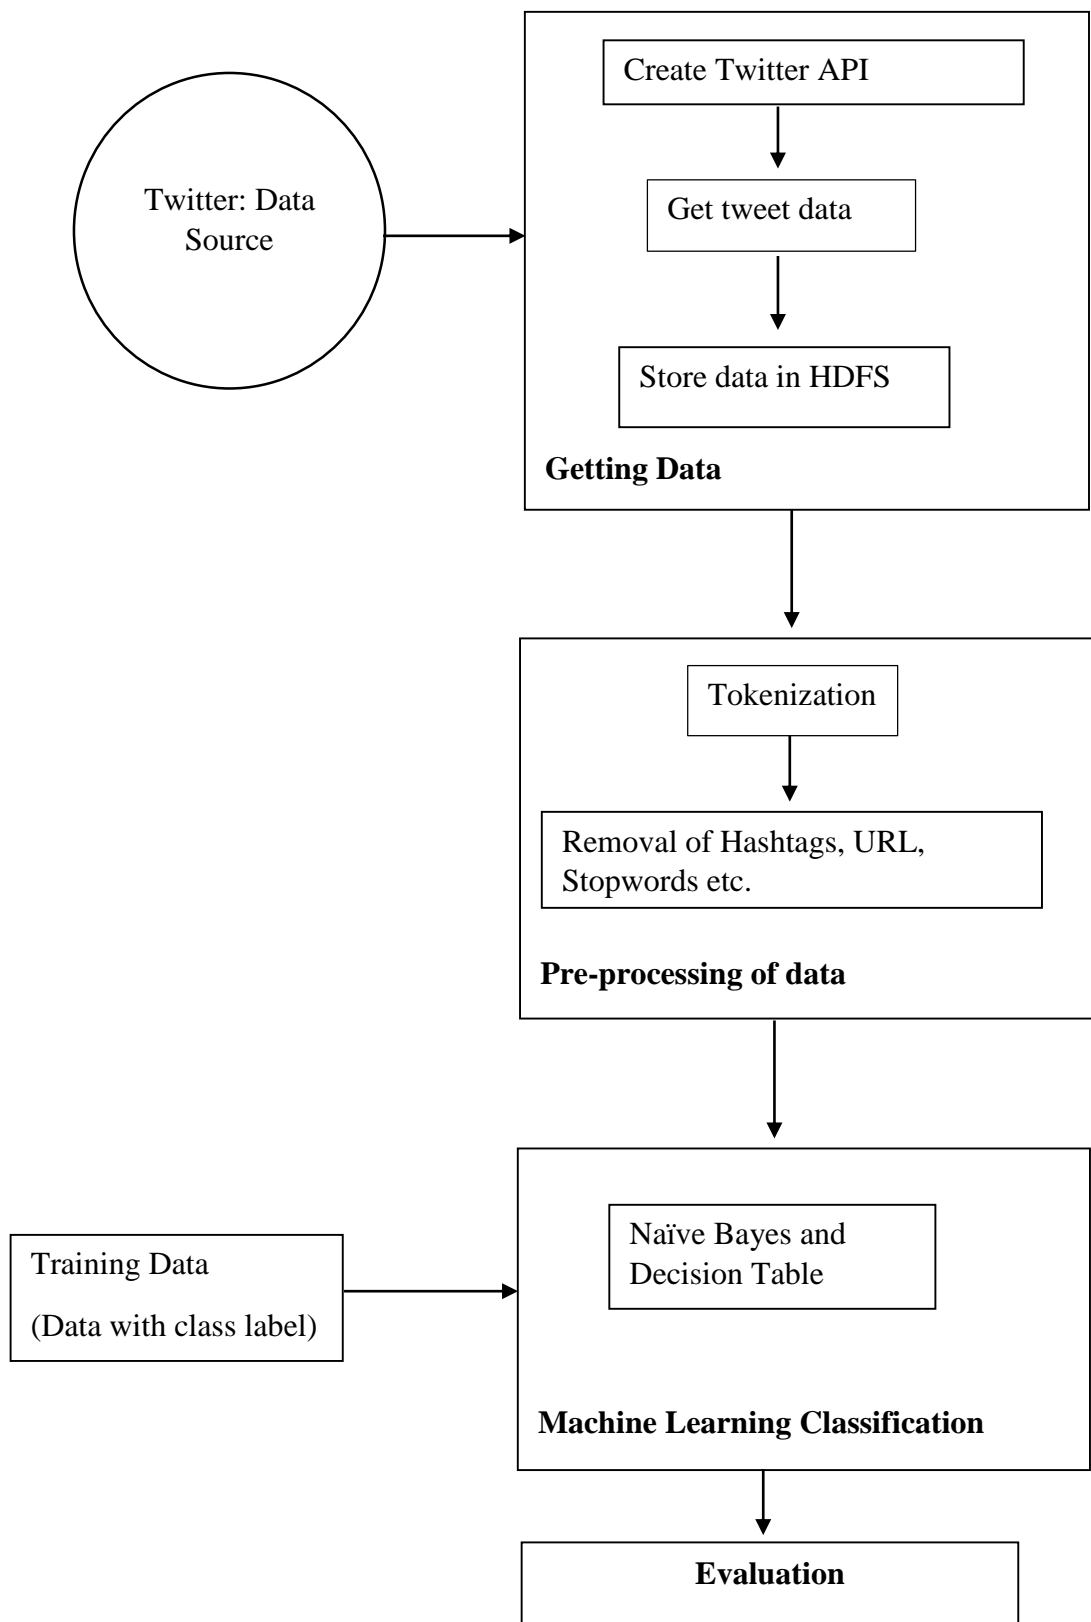 Create Twitter API
Twitter: Data
Source
Get tweet data
Store data in HDFS
Getting Data
Tokenization
Removal of Hashtags, URL,
Stopwords etc.
Pre-processing of data
Training Data
(Data with class label)
Naïve Bayes and
Decision Table
Machine Learning Classification
Evaluation